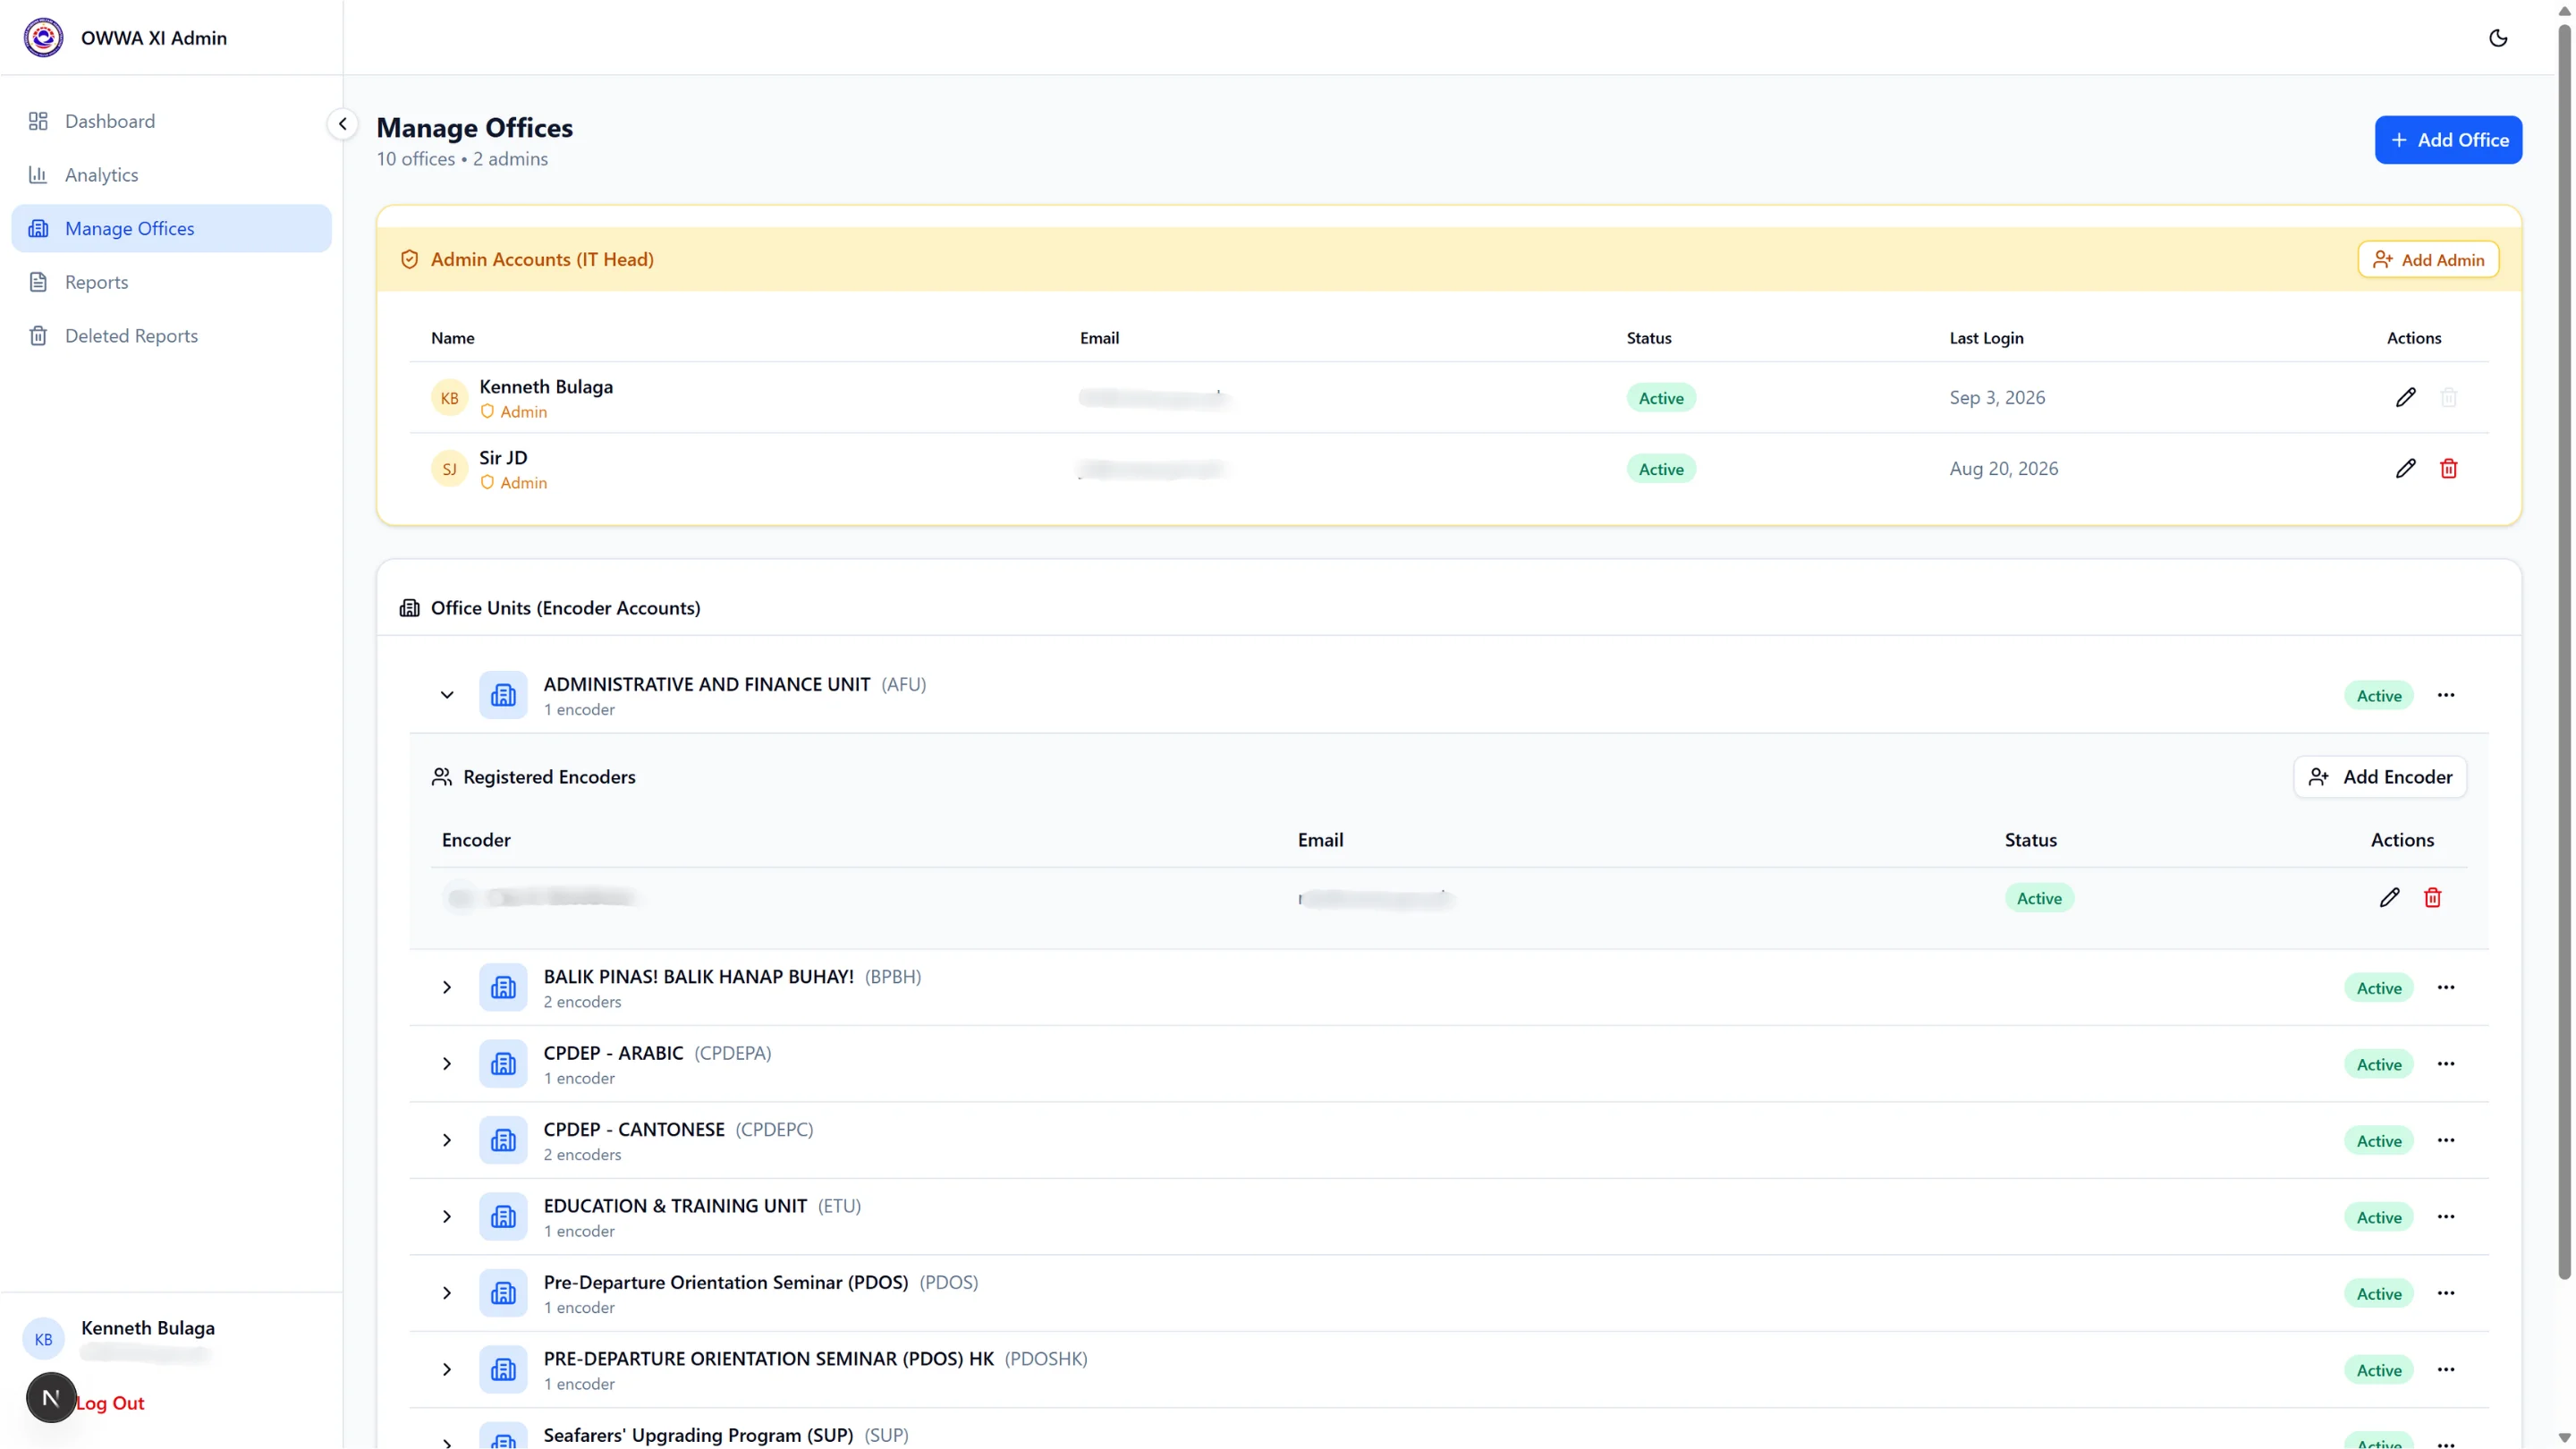 OWWA XI Admin
Dashboard
Analytics
Manage Offices
Reports
Deleted Reports
Manage Offices
10 offices • 2 admins
Add Office
Admin Accounts (IT Head)
Add Admin
Name Email Status Last Login Actions
KB Kenneth Bulaga
Admin
Active Sep 3, 2026
SJ Sir JD
Admin
Active Aug 20, 2026
Office Units (Encoder Accounts)
ADMINISTRATIVE AND FINANCE UNIT (AFU)
1 encoder
Active
Registered Encoders
Add Encoder
Encoder Email Status Actions
Active
BALIK PINAS! BALIK HANAP BUHAY! (BPBH)
2 encoders
Active
CPDEP - ARABIC (CPDEPA)
1 encoder
Active
CPDEP - CANTONESE (CPDEPC)
2 encoders
Active
EDUCATION & TRAINING UNIT (ETU)
1 encoder
Active
Pre-Departure Orientation Seminar (PDOS) (PDOS)
1 encoder
Active
PRE-DEPARTURE ORIENTATION SEMINAR (PDOS) HK (PDOSHK)
1 encoder
Active
Seafarers' Upgrading Program (SUP) (SUP)
Active
KB Kenneth Bulaga
N Log Out